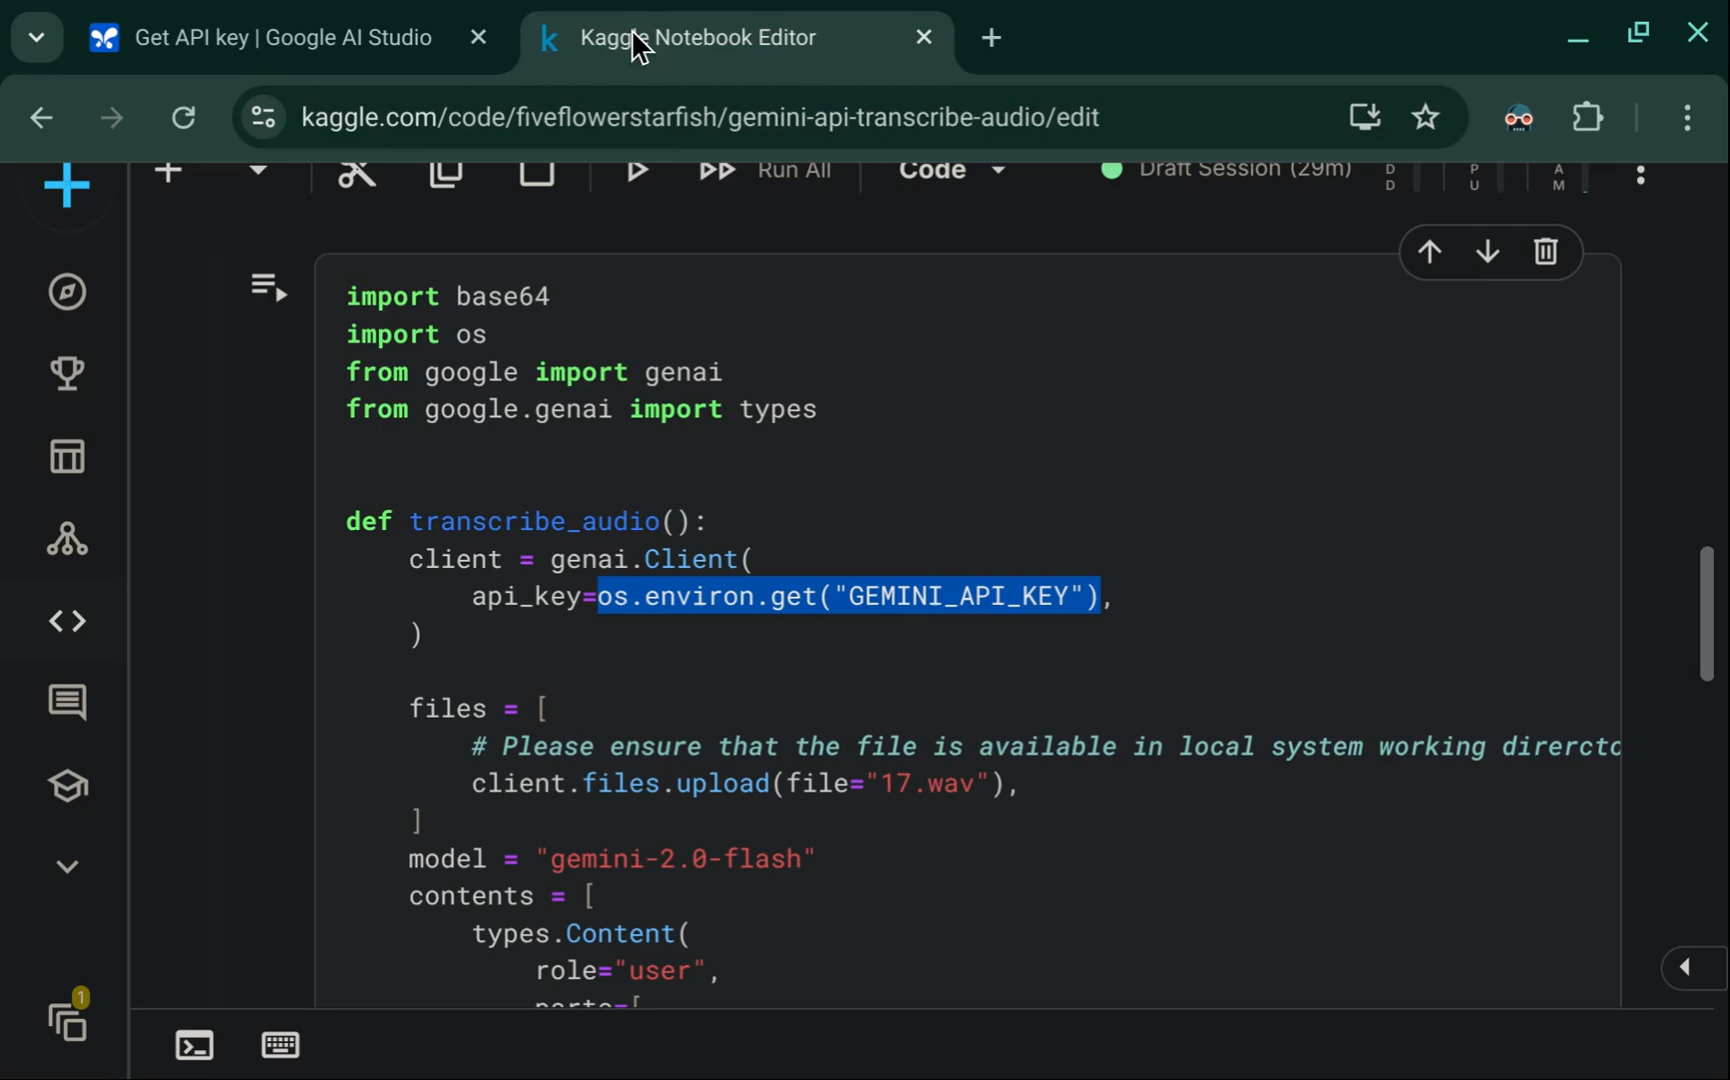 Get API key | Google AI Studio
Kaggle Notebook Editor
kaggle.com/code/fiveflowerstarfish/gemini-api-transcribe-audio/edit
Run All
Code
Draft Session (29m)
D
D
P
U
A
M
import base64
import os
from google import genai
from google.genai import types
def transcribe_audio():
client = genai.Client(
api_key=os.environ.get("GEMINI_API_KEY"),
)
files = [
# Please ensure that the file is available in local system working direrctc
client.files.upload(file="17.wav"),
]
model = "gemini-2.0-flash"
contents = [
types.Content(
role="user",
parts=[
1